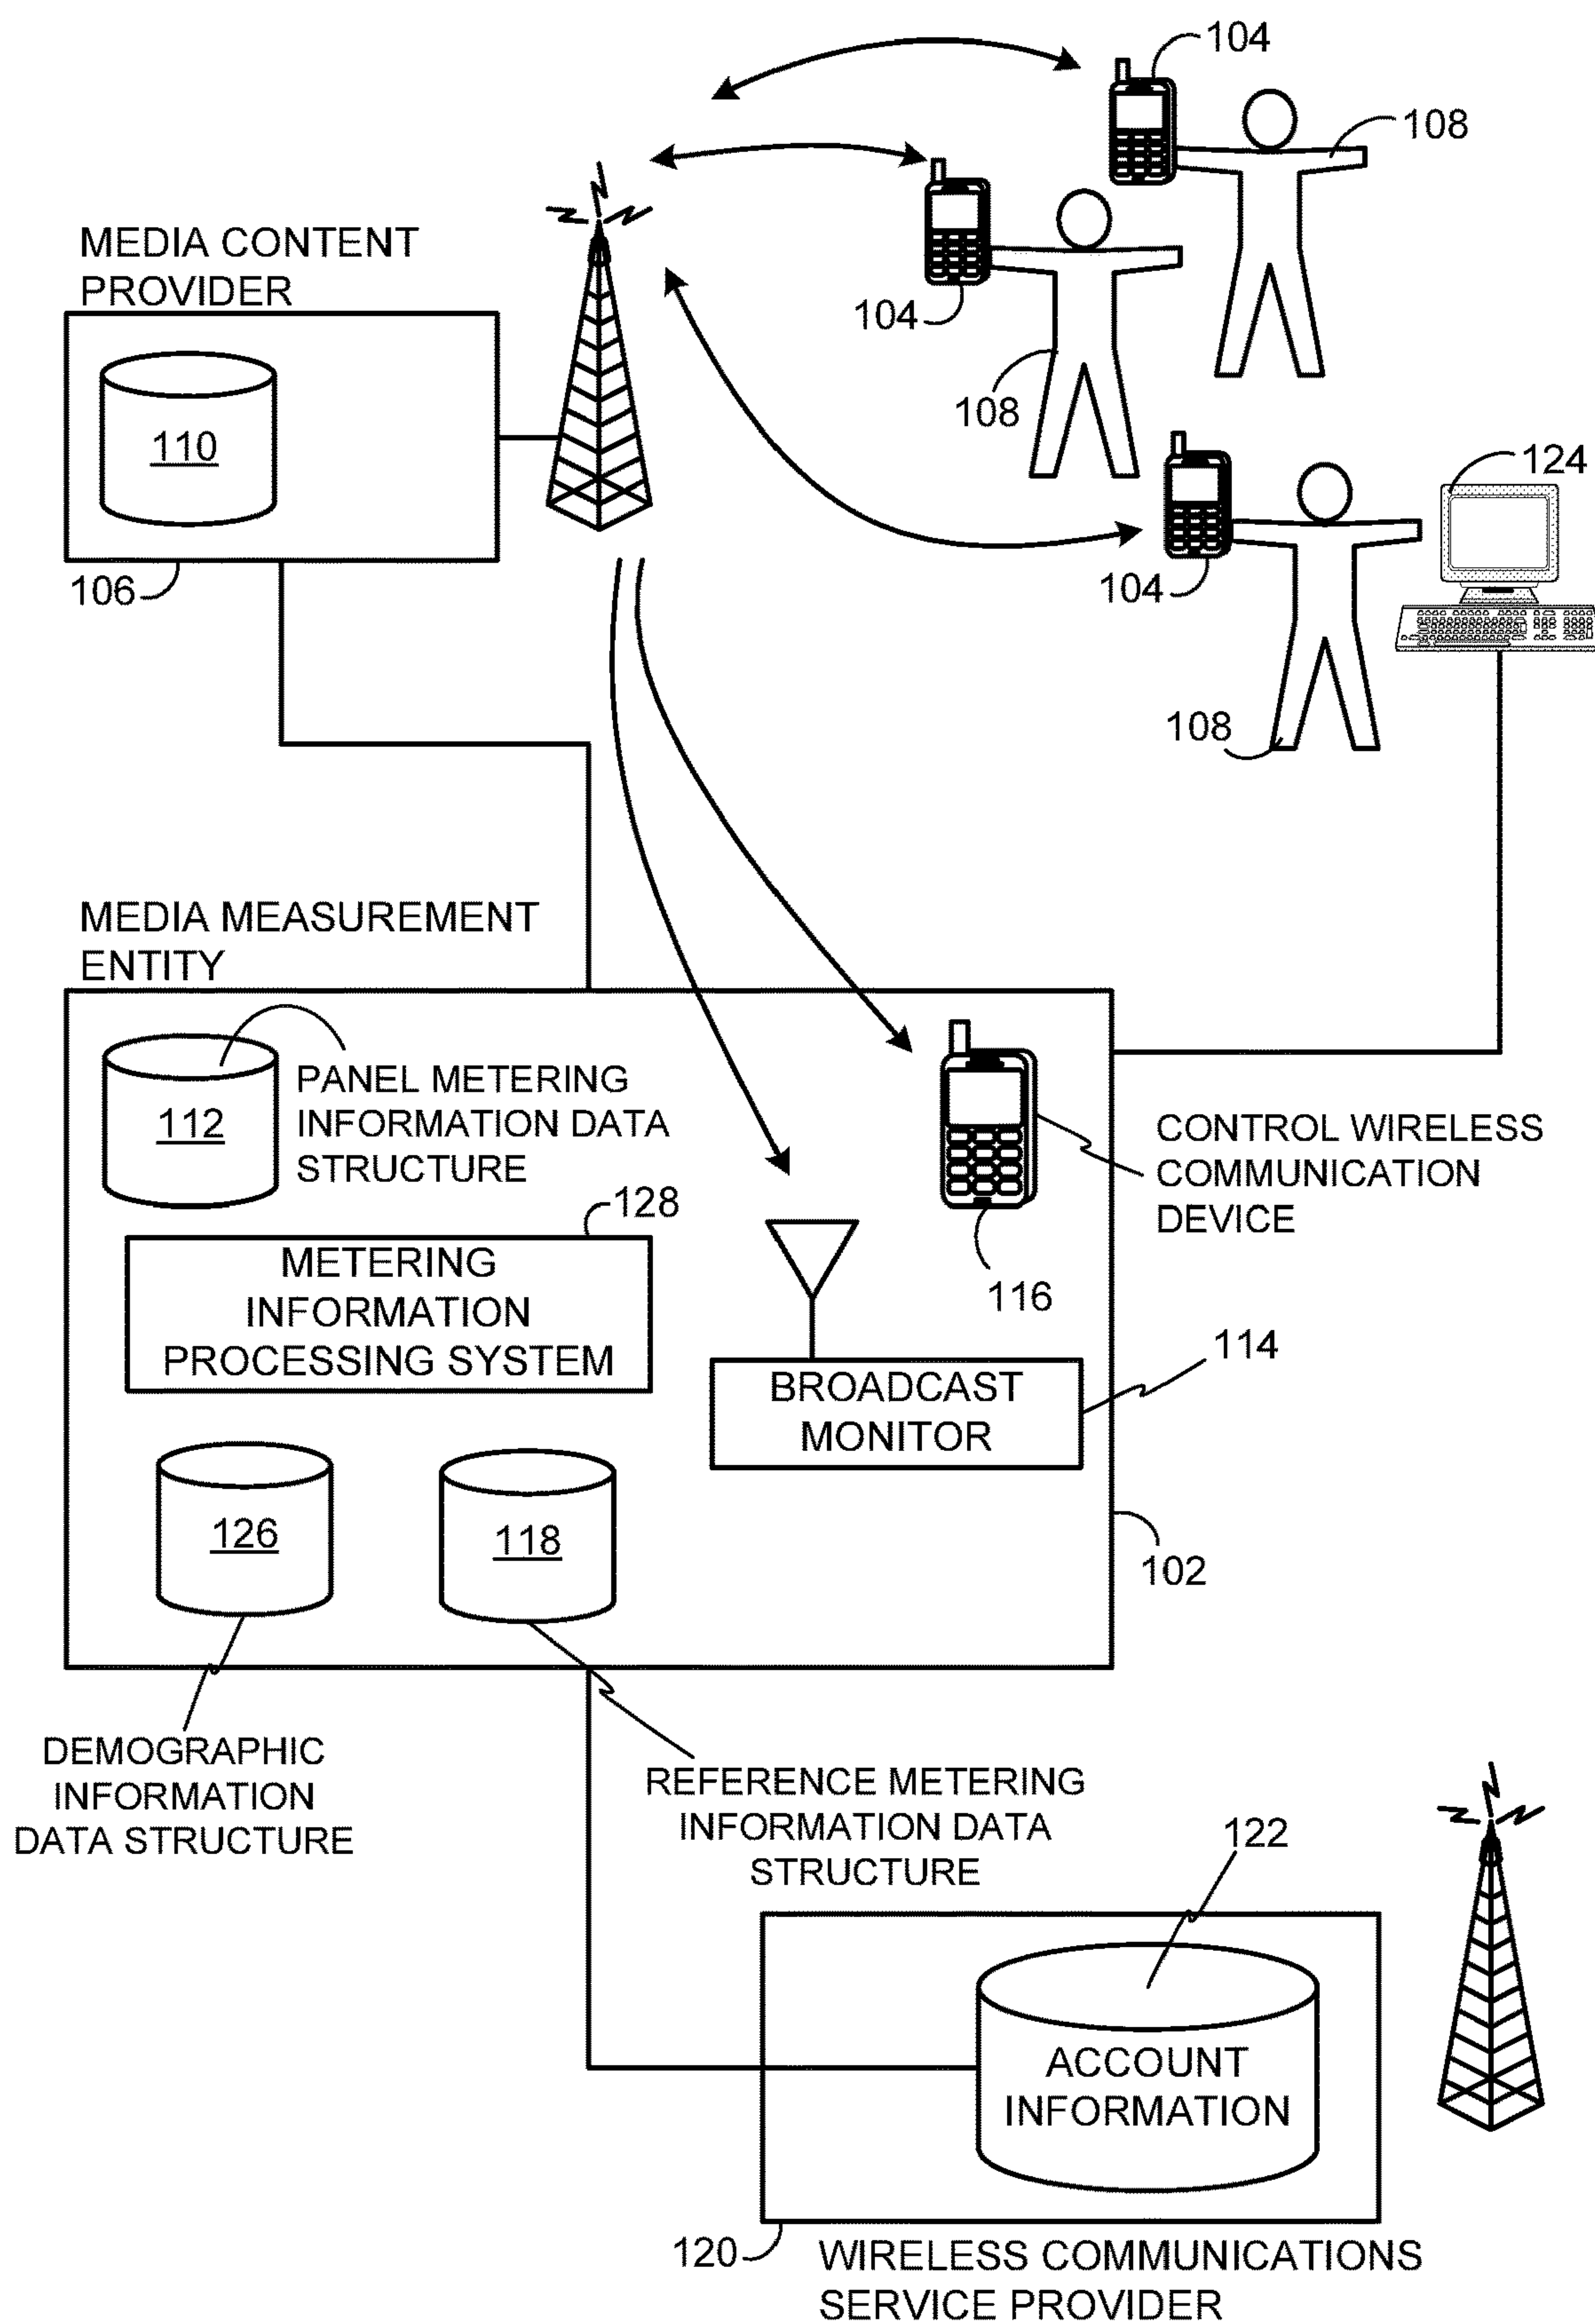 104
108
MEDIA CONTENT
PROVIDER
104
108
110
124
106
104
108
MEDIA MEASUREMENT
ENTITY
112
PANEL METERING
INFORMATION DATA
STRUCTURE
CONTROL WIRELESS
COMMUNICATION
DEVICE
128
METERING
INFORMATION
PROCESSING SYSTEM
116
114
BROADCAST
MONITOR
126
118
102
DEMOGRAPHIC
INFORMATION
DATA STRUCTURE
REFERENCE METERING
INFORMATION DATA
STRUCTURE
122
ACCOUNT
INFORMATION
120
WIRELESS COMMUNICATIONS
SERVICE PROVIDER